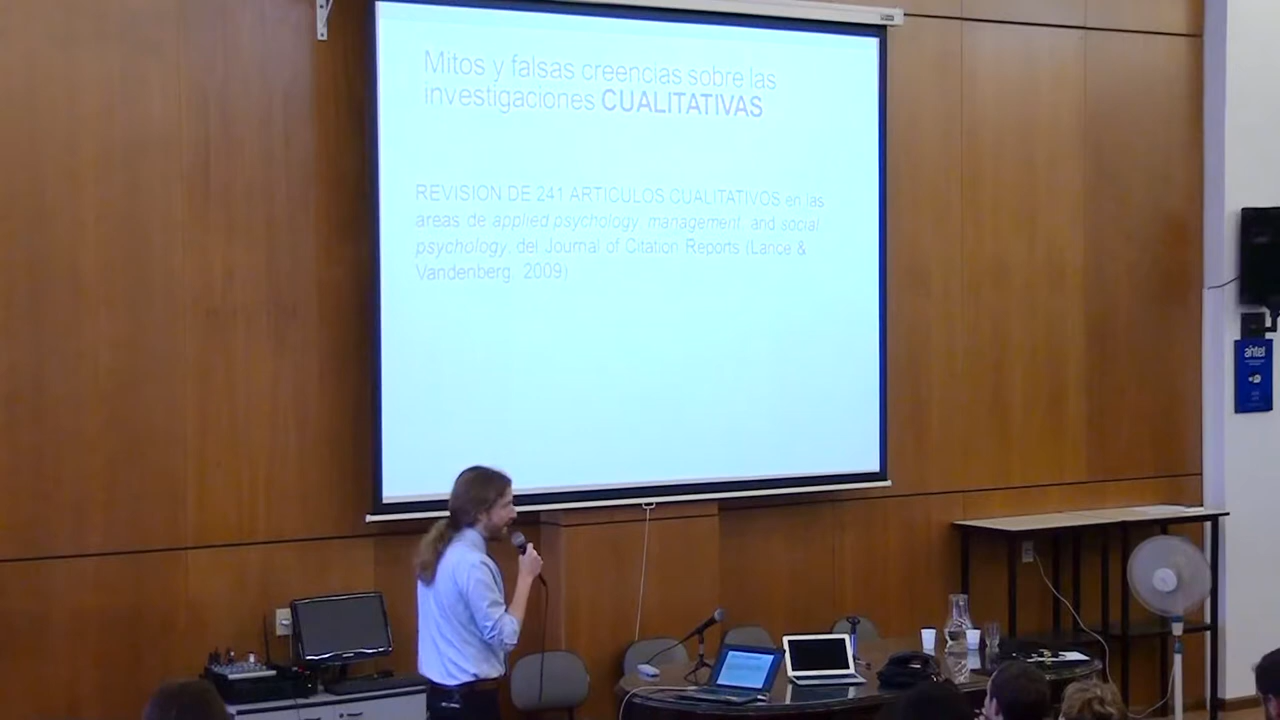 Mitos y falsas creencias sobre las
investigaciones CUALITATIVAS
REVISION DE 241 ARTICULOS CUALITATIVOS en las
areas de applied psychology, management, and social
psychology, del Journal of Citation Reports (Lance &
Vandenberg, 2009)
antel